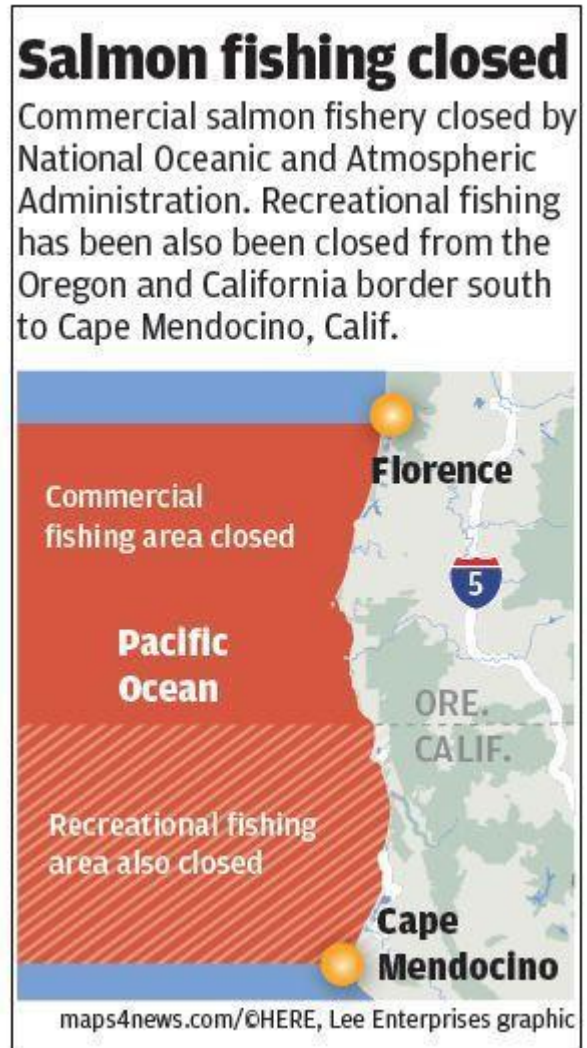 Salmon fishing closed
Commercial salmon fishery closed by
National Oceanic and Atmospheric
Administration. Recreational fishing
has been also been closed from the
Oregon and California border south
to Cape Mendocino, Calif.
Florence
Commercial
fishing area closed
5
Pacific
Ocean
ORE.
CALIF.
Recreational fishing
area also closed
Cape
Mendocino
maps4news.com/©HERE, Lee Enterprises graphic